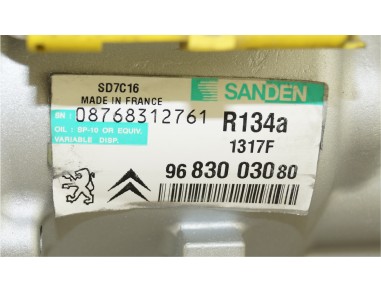 SD7C16
MADE IN FRANCE
SANDEN
SN : 08768312761
OIL : SP-10 OR EQUIV.
VARIABLE DISP.
R134a
1317F
96 830 030 80